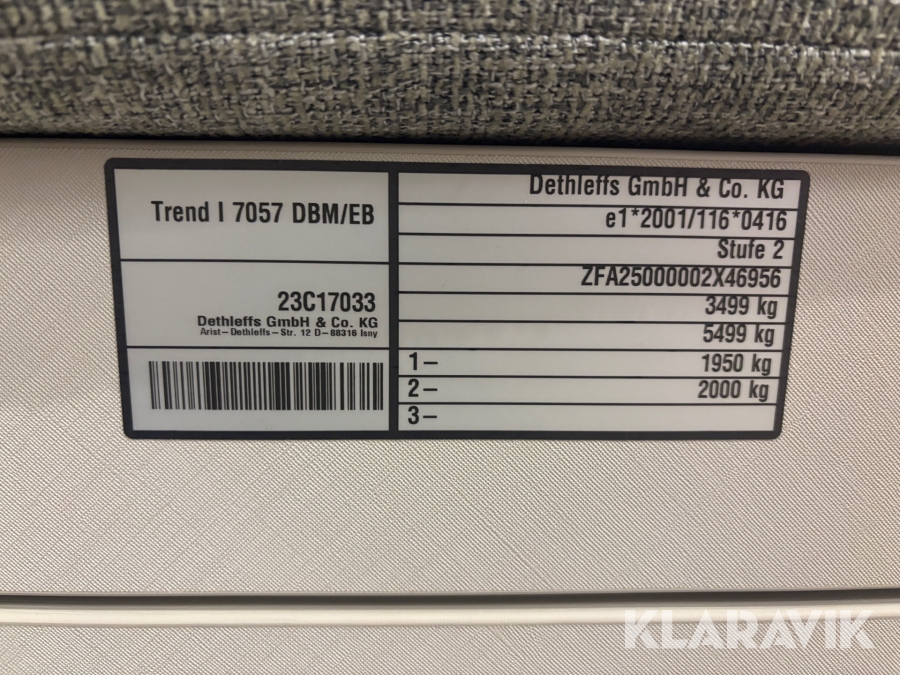 Trend I 7057 DBM/EB
23C17033
Dethleffs GmbH & Co. KG
Arist-Dethleffs-Str. 12 D-88316 Isny
Dethleffs GmbH & Co. KG
e1*2001/116*0416
Stufe 2
ZFA25000002X46956
3499 kg
5499 kg
1- 1950 kg
2- 2000 kg
3-
KLARAVIK